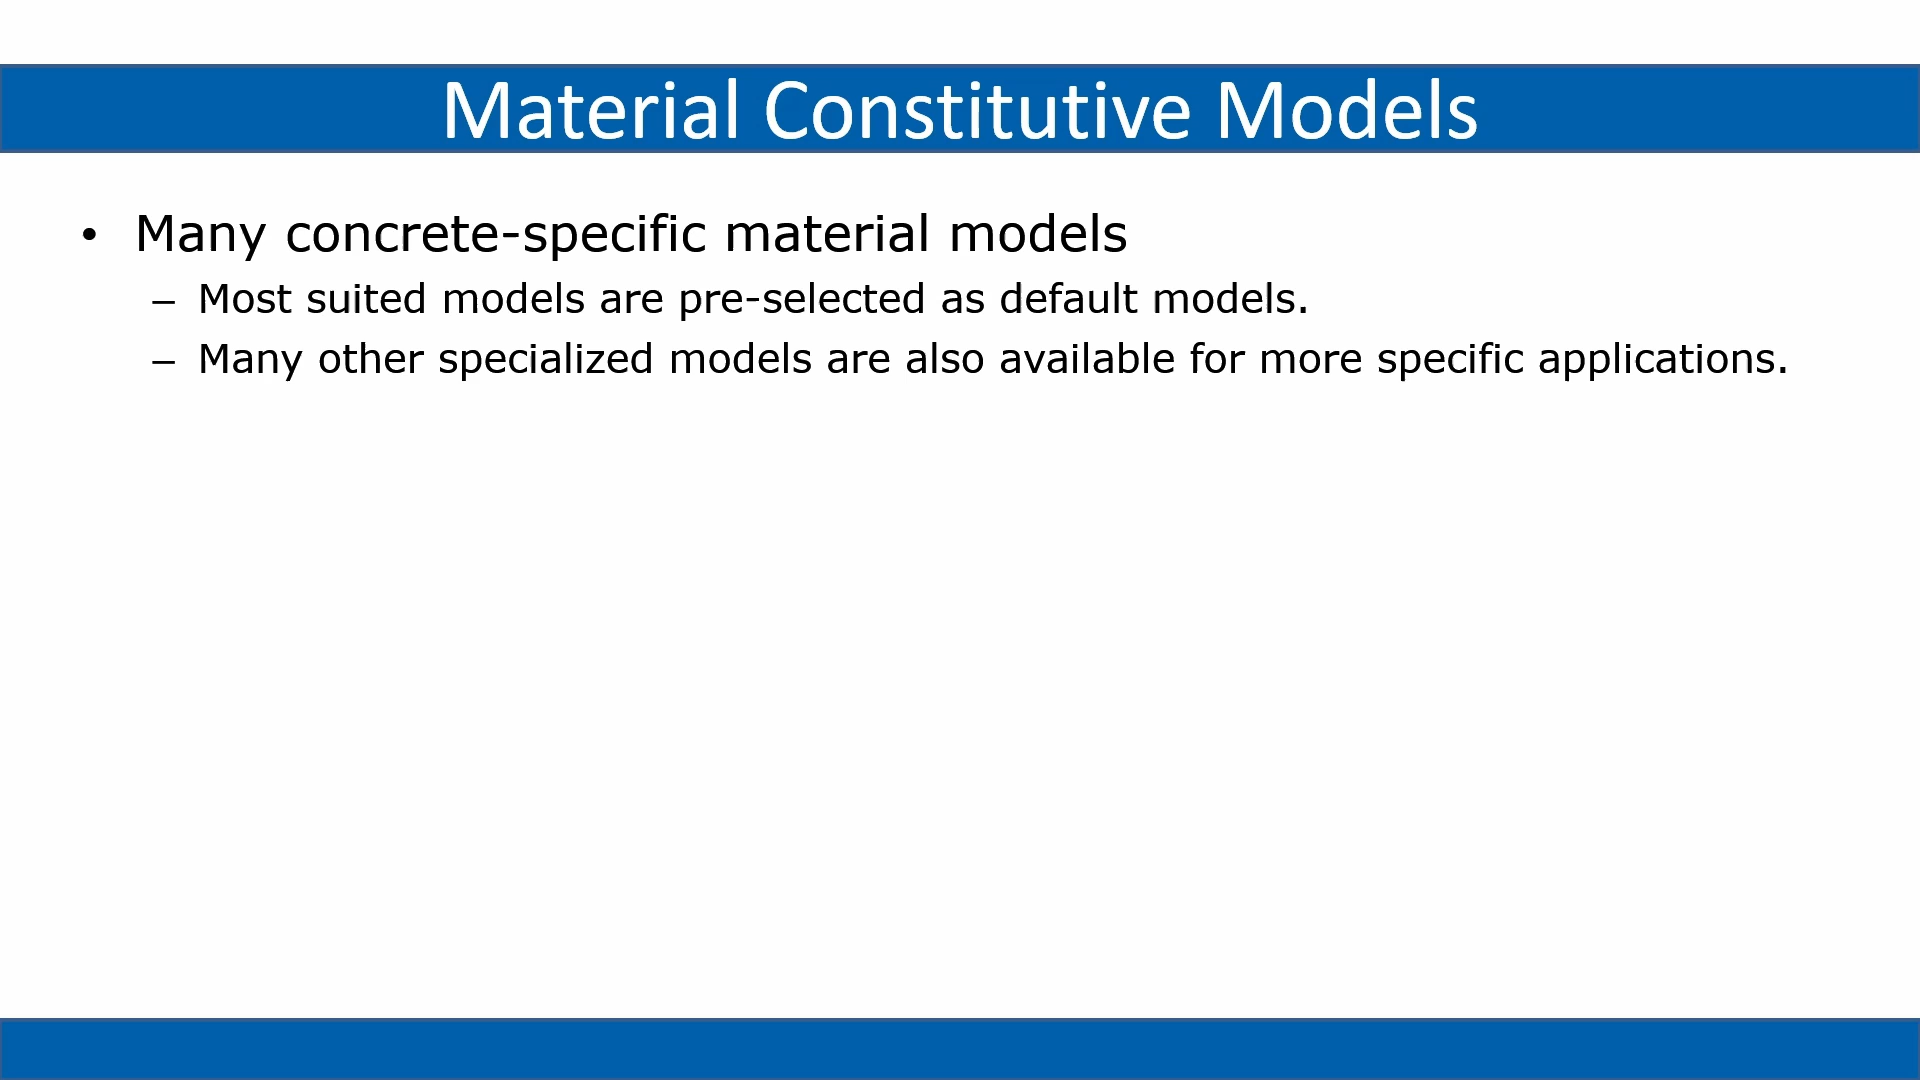 Material Constitutive Models
• Many concrete-specific material models
– Most suited models are pre-selected as default models.
– Many other specialized models are also available for more specific applications.